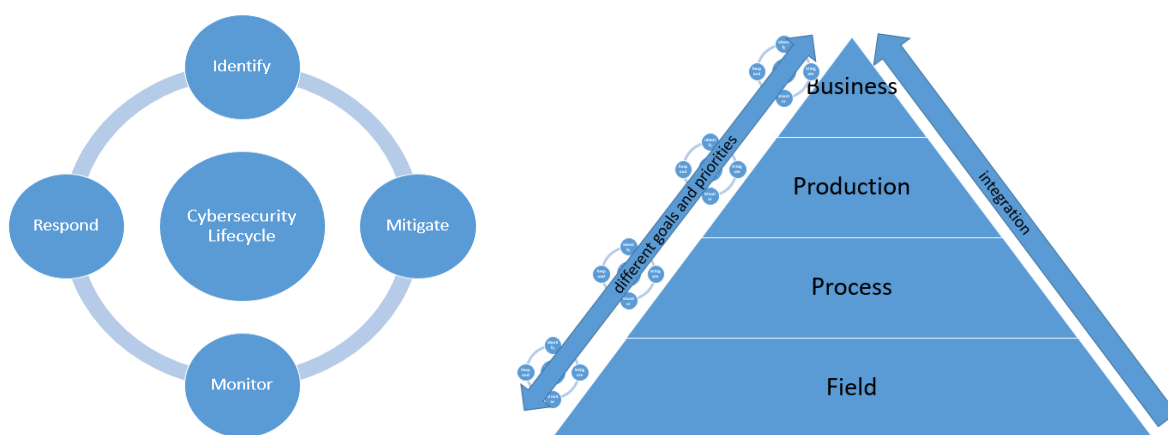 Identify
Respond
Cybersecurity
Lifecycle
Mitigate
Monitor
different goals and priorities
Business
Production
Process
Field
integration